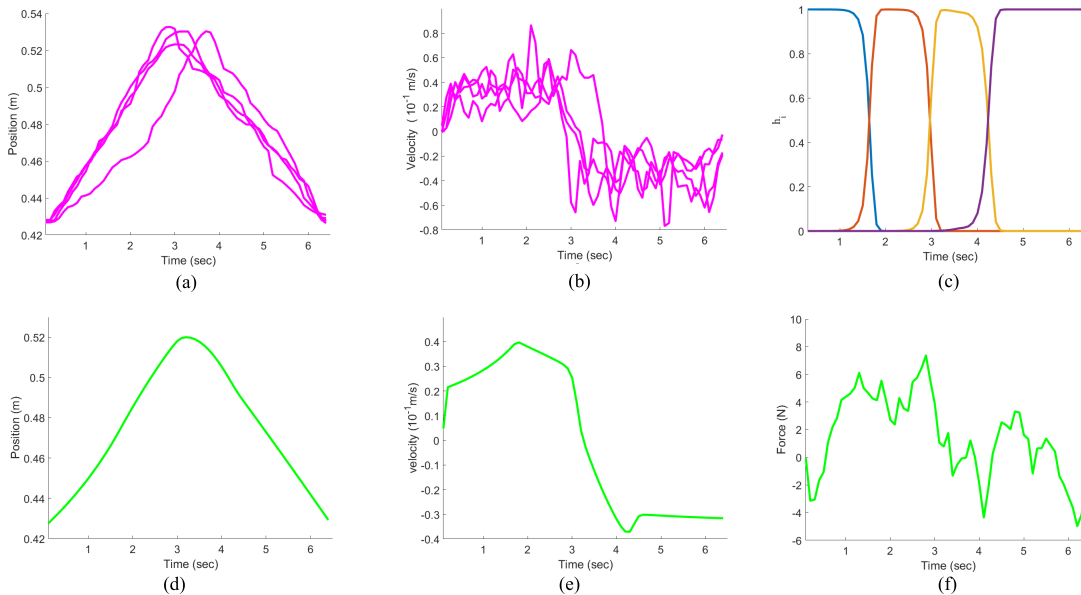 0.54
0.52
0.5
0.48
0.46
0.44
0.42
Position (m)
1 2 3 4 5 6
Time (sec)
(a)
0.8
0.6
0.4
0.2
0
-0.2
-0.4
-0.6
-0.8
Velocity ( 10⁻¹ m/s)
1 2 3 4 5 6
Time (sec)
(b)
1
0.8
0.6
0.4
0.2
0
hᵢ
1 2 3 4 5 6
Time (sec)
(c)
0.52
0.5
0.48
0.46
0.44
0.42
Position (m)
1 2 3 4 5 6
Time (sec)
(d)
0.4
0.3
0.2
0.1
0
-0.1
-0.2
-0.3
-0.4
velocity (10⁻¹m/s)
1 2 3 4 5 6
Time (sec)
(e)
10
8
6
4
2
0
-2
-4
-6
Force (N)
1 2 3 4 5 6
Time (sec)
(f)